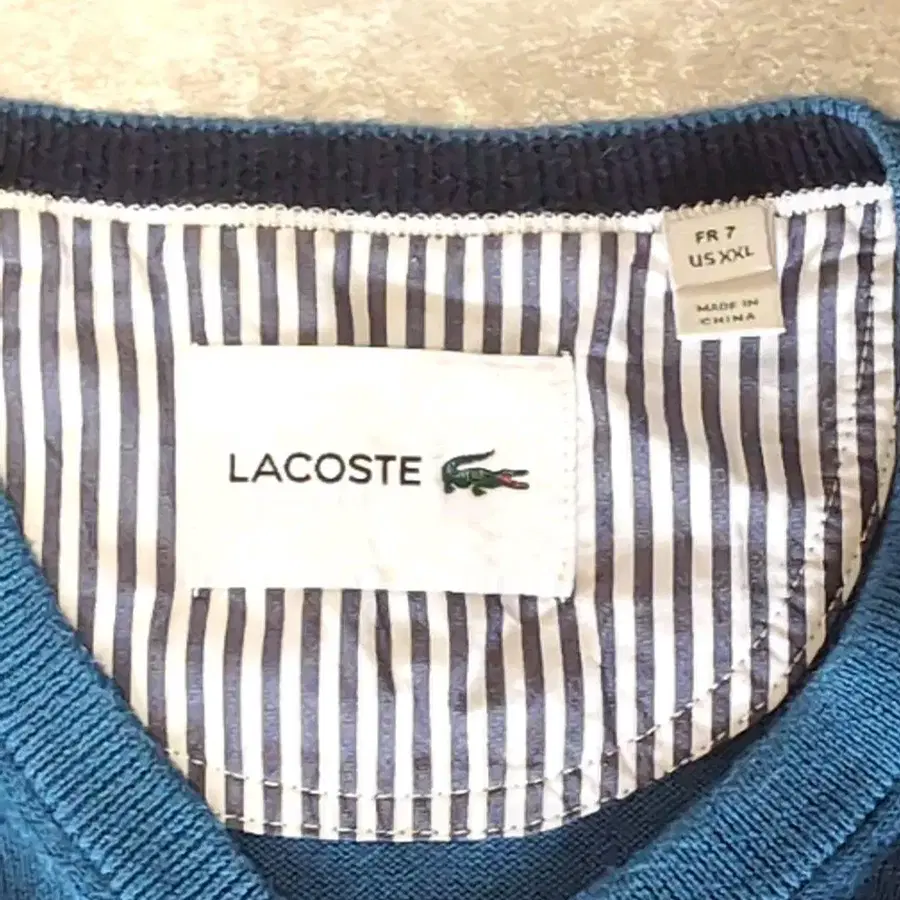 FR 7
US XXL
MADE IN
CHINA
LACOSTE